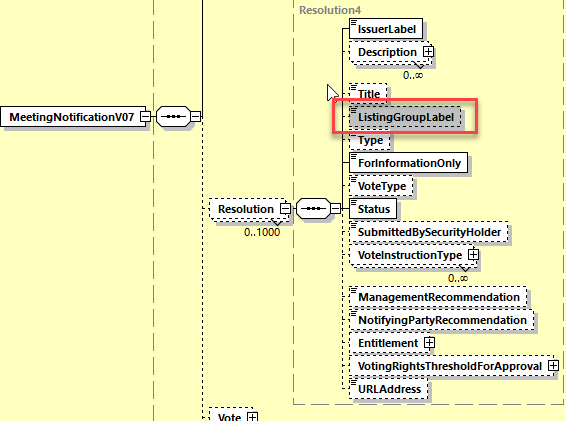 Resolution4
IssuerLabel
Description
0..∞
Title
MeetingNotificationV07
ListingGroupLabel
Type
ForInformationOnly
VoteType
Resolution
Status
0..1000
SubmittedBySecurityHolder
VoteInstructionType
0..∞
ManagementRecommendation
NotifyingPartyRecommendation
Entitlement
VotingRightsThresholdForApproval
URLAddress
Vote